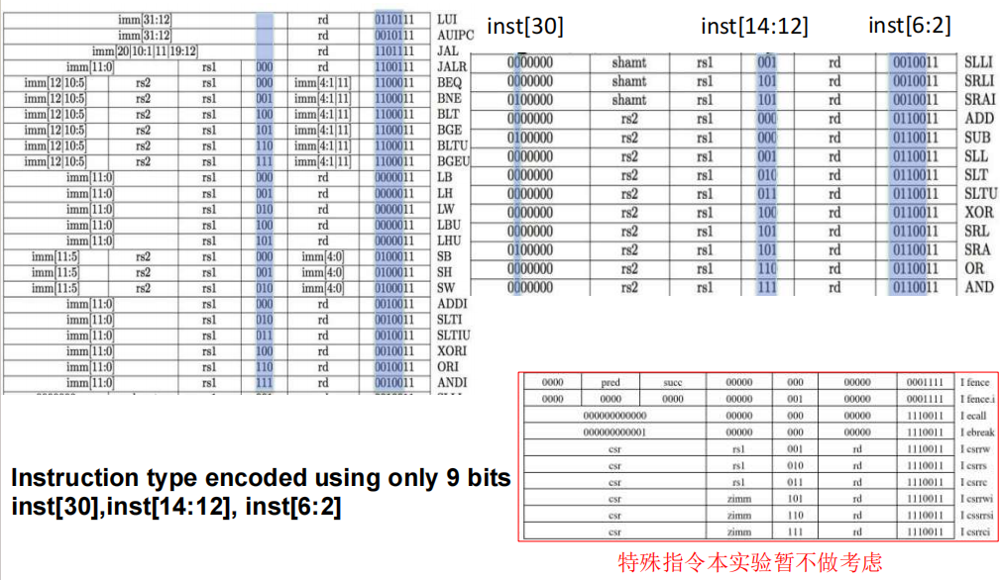 imm[31:12] rd 0110111 LUI
imm[31:12] rd 0010111 AUIPC
imm[20|10:1|11|19:12] rd 1101111 JAL
imm[11:0] rs1 000 rd 1100111 JALR
imm[12|10:5] rs2 rs1 000 imm[4:1|11] 1100011 BEQ
imm[12|10:5] rs2 rs1 001 imm[4:1|11] 1100011 BNE
imm[12|10:5] rs2 rs1 100 imm[4:1|11] 1100011 BLT
imm[12|10:5] rs2 rs1 101 imm[4:1|11] 1100011 BGE
imm[12|10:5] rs2 rs1 110 imm[4:1|11] 1100011 BLTU
imm[12|10:5] rs2 rs1 111 imm[4:1|11] 1100011 BGEU
imm[11:0] rs1 000 rd 0000011 LB
imm[11:0] rs1 001 rd 0000011 LH
imm[11:0] rs1 010 rd 0000011 LW
imm[11:0] rs1 100 rd 0000011 LBU
imm[11:0] rs1 101 rd 0000011 LHU
imm[11:5] rs2 rs1 000 imm[4:0] 0100011 SB
imm[11:5] rs2 rs1 001 imm[4:0] 0100011 SH
imm[11:5] rs2 rs1 010 imm[4:0] 0100011 SW
imm[11:0] rs1 000 rd 0010011 ADDI
imm[11:0] rs1 010 rd 0010011 SLTI
imm[11:0] rs1 011 rd 0010011 SLTIU
imm[11:0] rs1 100 rd 0010011 XORI
imm[11:0] rs1 110 rd 0010011 ORI
imm[11:0] rs1 111 rd 0010011 ANDI
inst[30] inst[14:12] inst[6:2]
0000000 shamt rs1 001 rd 0010011 SLLI
0000000 shamt rs1 101 rd 0010011 SRLI
0100000 shamt rs1 101 rd 0010011 SRAI
0000000 rs2 rs1 000 rd 0110011 ADD
0100000 rs2 rs1 000 rd 0110011 SUB
0000000 rs2 rs1 001 rd 0110011 SLL
0000000 rs2 rs1 010 rd 0110011 SLT
0000000 rs2 rs1 011 rd 0110011 SLTU
0000000 rs2 rs1 100 rd 0110011 XOR
0000000 rs2 rs1 101 rd 0110011 SRL
0100000 rs2 rs1 101 rd 0110011 SRA
0000000 rs2 rs1 110 rd 0110011 OR
0000000 rs2 rs1 111 rd 0110011 AND
0000 pred succ 00000 000 00000 0001111 I fence
0000 0000 0000 00000 001 00000 0001111 I fence.i
000000000000 00000 000 00000 1110011 I ecall
000000000001 00000 000 00000 1110011 I ebreak
csr rs1 001 rd 1110011 I csrrw
csr rs1 010 rd 1110011 I csrrs
csr rs1 011 rd 1110011 I csrrc
csr zimm 101 rd 1110011 I csrrwi
csr zimm 110 rd 1110011 I cssrrsi
csr zimm 111 rd 1110011 I csrrci
Instruction type encoded using only 9 bits
inst[30],inst[14:12], inst[6:2]
特殊指令本实验暂不做考虑